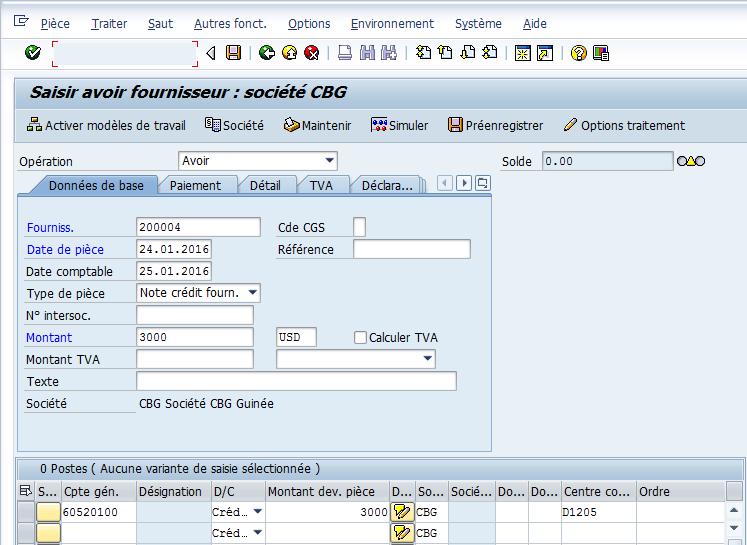 Pièce Traiter Saut Autres fonct. Options Environnement Système Aide
Saisir avoir fournisseur : société CBG
Activer modèles de travail Société Maintenir Simuler Préenregistrer Options traitement
Opération Avoir Solde 0.00
Données de base Paiement Détail TVA Déclara...
Fourniss. 200004 Cde CGS
Date de pièce 24.01.2016 Référence
Date comptable 25.01.2016
Type de pièce Note crédit fourn.
N° intersoc.
Montant 3000 USD Calculer TVA
Montant TVA
Texte
Société CBG Société CBG Guinée
0 Postes ( Aucune variante de saisie sélectionnée )
S... Cpte gén. Désignation D/C Montant dev. pièce D... So... Socié... Do... Do... Centre co... Ordre
60520100 Créd... 3000 CBG D1205
Créd... CBG